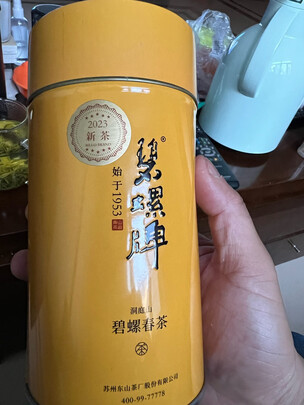 2023
新茶
碧螺牌®
始于1953
洞庭山
碧螺春茶
苏州东山茶厂股份有限公司
400-99-77778